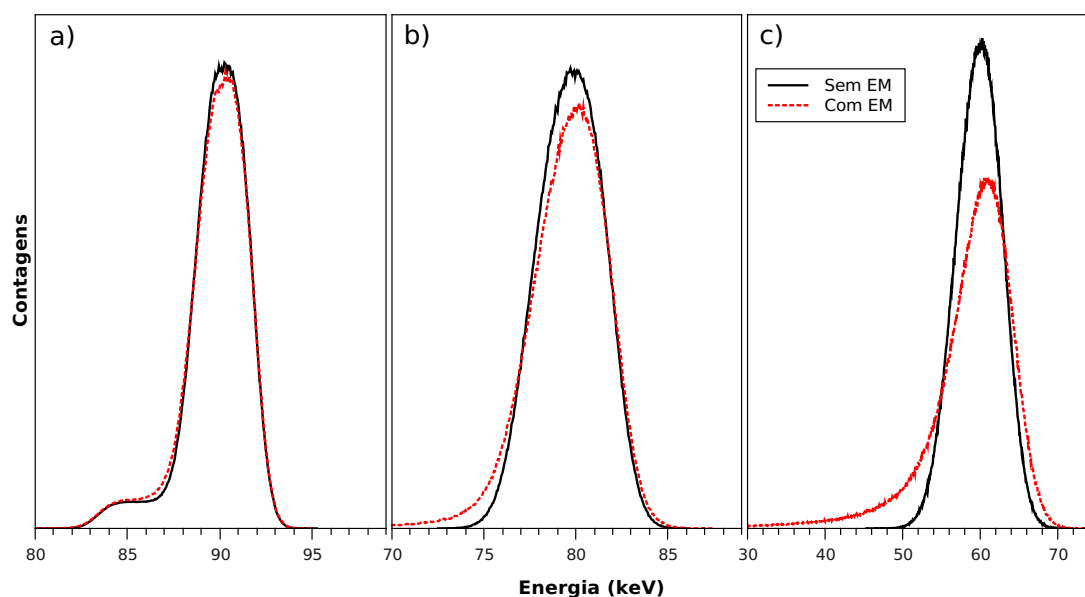 a)
b)
c)
Sem EM
Com EM
Contagens
80 85 90 95
70 75 80 85
30 40 50 60 70
Energia (keV)